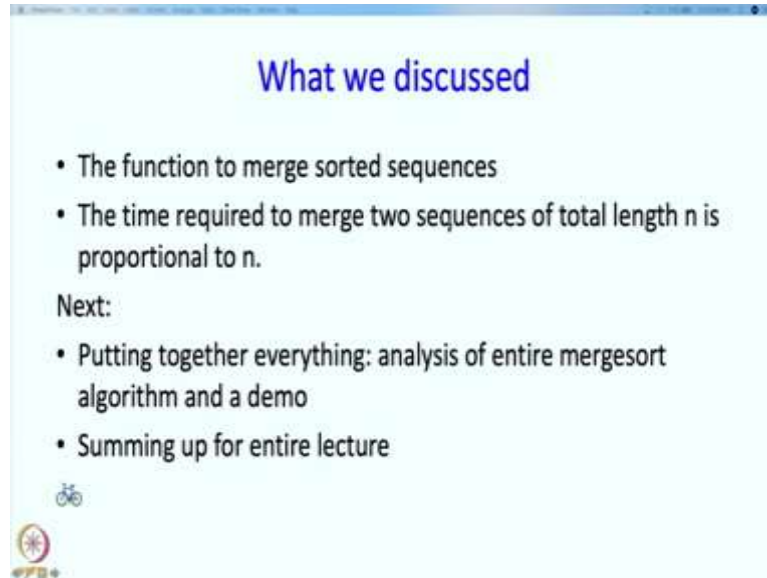 What we discussed
• The function to merge sorted sequences
• The time required to merge two sequences of total length n is
proportional to n.
Next:
• Putting together everything: analysis of entire mergesort
algorithm and a demo
• Summing up for entire lecture